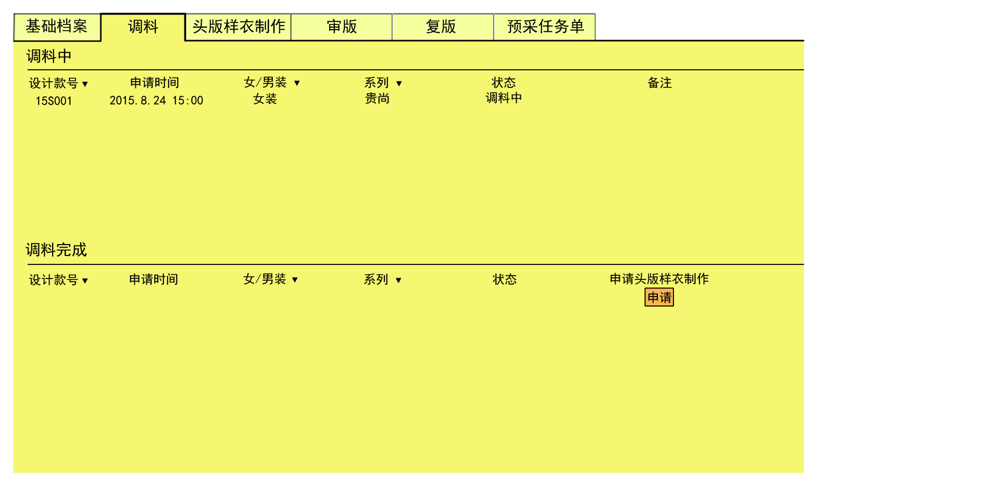 基础档案 调料 头版样衣制作 审版 复版 预采任务单
调料中
设计款号▼ 申请时间 女/男装 ▼ 系列 ▼ 状态 备注
15S001 2015.8.24 15:00 女装 贵尚 调料中
调料完成
设计款号▼ 申请时间 女/男装 ▼ 系列 ▼ 状态 申请头版样衣制作
申请